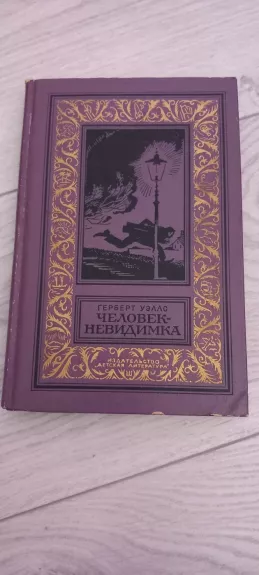 ГЕРБЕРТ УЭЛЛС
ЧЕЛОВЕК-
НЕВИДИМКА
ИЗДАТЕЛЬСТВО
"ДЕТСКАЯ ЛИТЕРАТУРА"